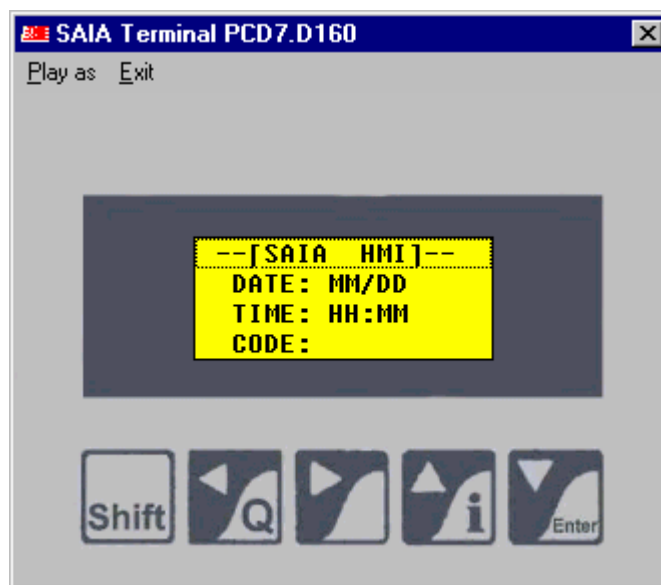 SAIA Terminal PCD7.D160
Play as Exit
--[SAIA HMI]--
DATE: MM/DD
TIME: HH:MM
CODE:
Shift Q i Enter